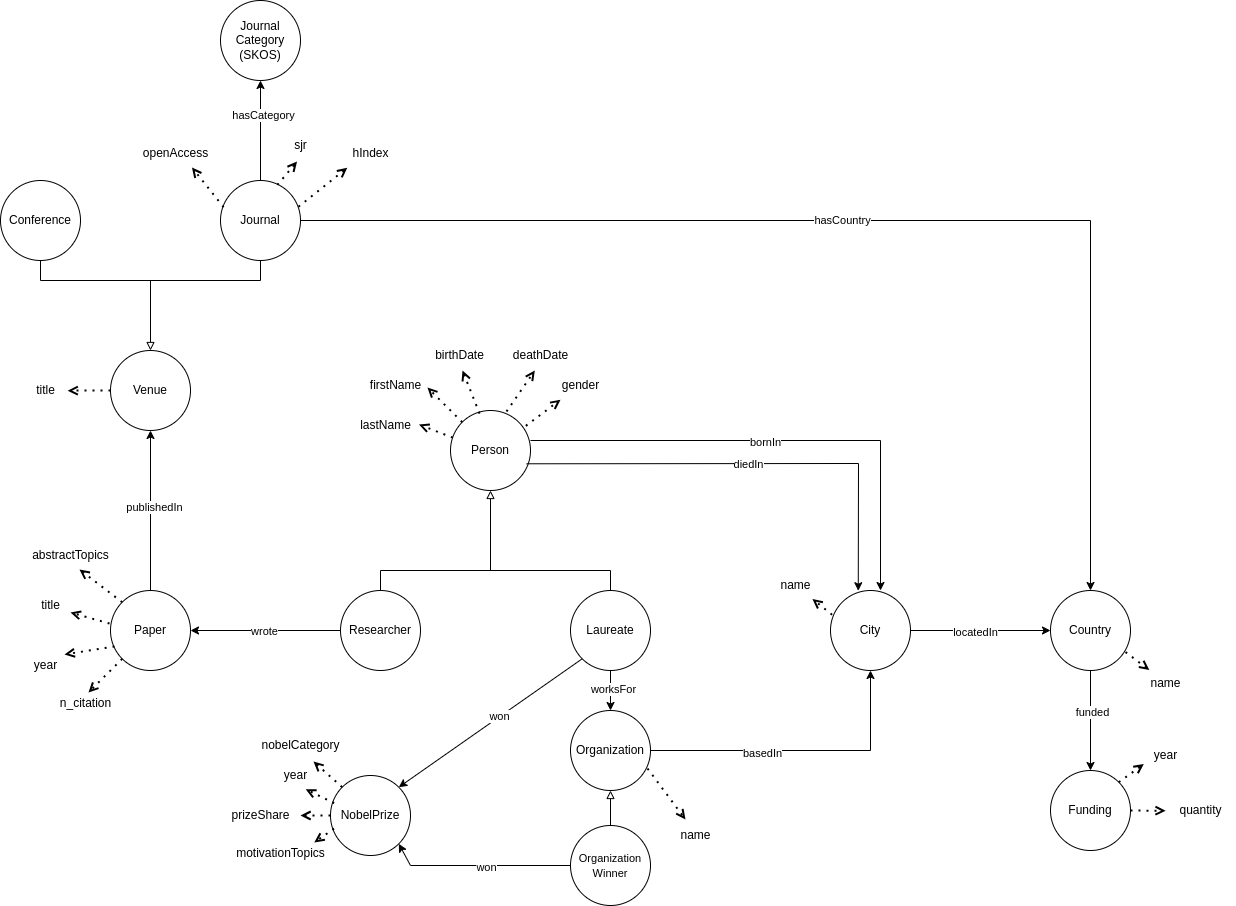 Journal
Category
(SKOS)
hasCategory
sjr
openAccess
hIndex
Conference
Journal
hasCountry
birthDate
deathDate
firstName
gender
title
Venue
lastName
Person
bornIn
diedIn
publishedIn
abstractTopics
name
title
Paper
wrote
Researcher
Laureate
City
locatedIn
Country
year
name
worksFor
n_citation
funded
won
nobelCategory
Organization
basedIn
year
year
prizeShare
NobelPrize
Funding
quantity
name
motivationTopics
Organization
Winner
won